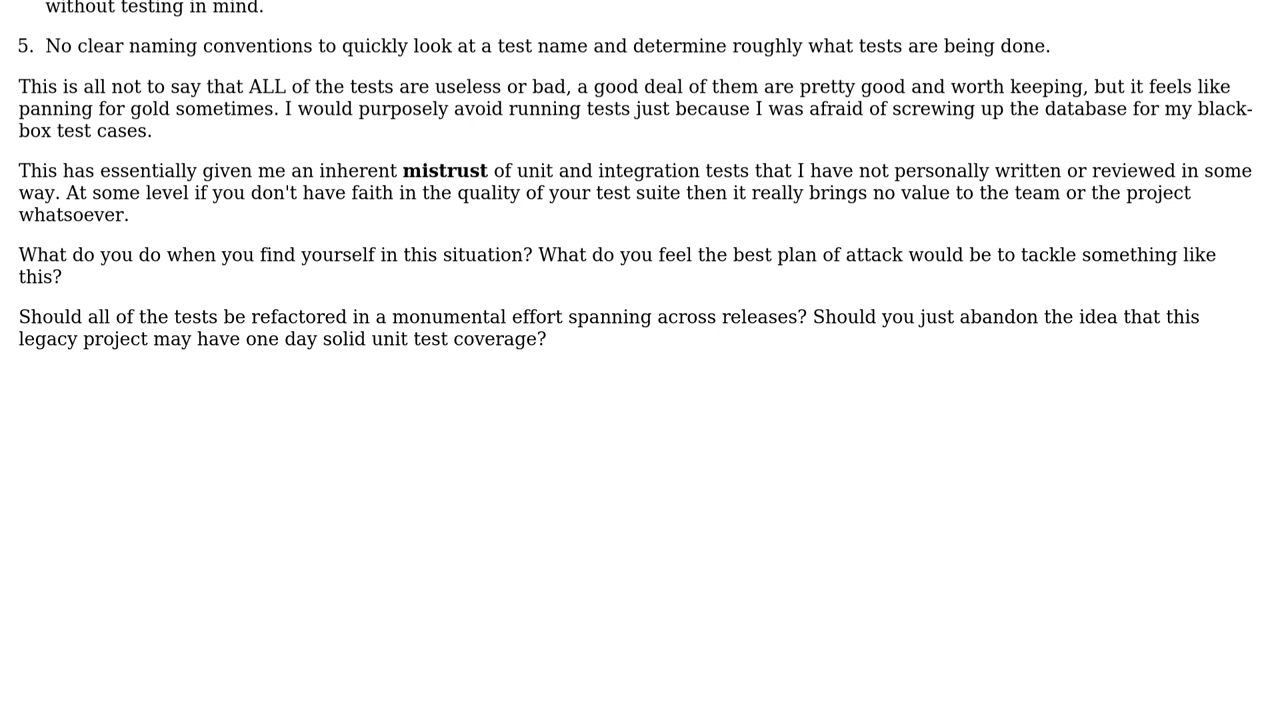 without testing in mind.
5. No clear naming conventions to quickly look at a test name and determine roughly what tests are being done.
This is all not to say that ALL of the tests are useless or bad, a good deal of them are pretty good and worth keeping, but it feels like
panning for gold sometimes. I would purposely avoid running tests just because I was afraid of screwing up the database for my black-
box test cases.
This has essentially given me an inherent mistrust of unit and integration tests that I have not personally written or reviewed in some
way. At some level if you don't have faith in the quality of your test suite then it really brings no value to the team or the project
whatsoever.
What do you do when you find yourself in this situation? What do you feel the best plan of attack would be to tackle something like
this?
Should all of the tests be refactored in a monumental effort spanning across releases? Should you just abandon the idea that this
legacy project may have one day solid unit test coverage?